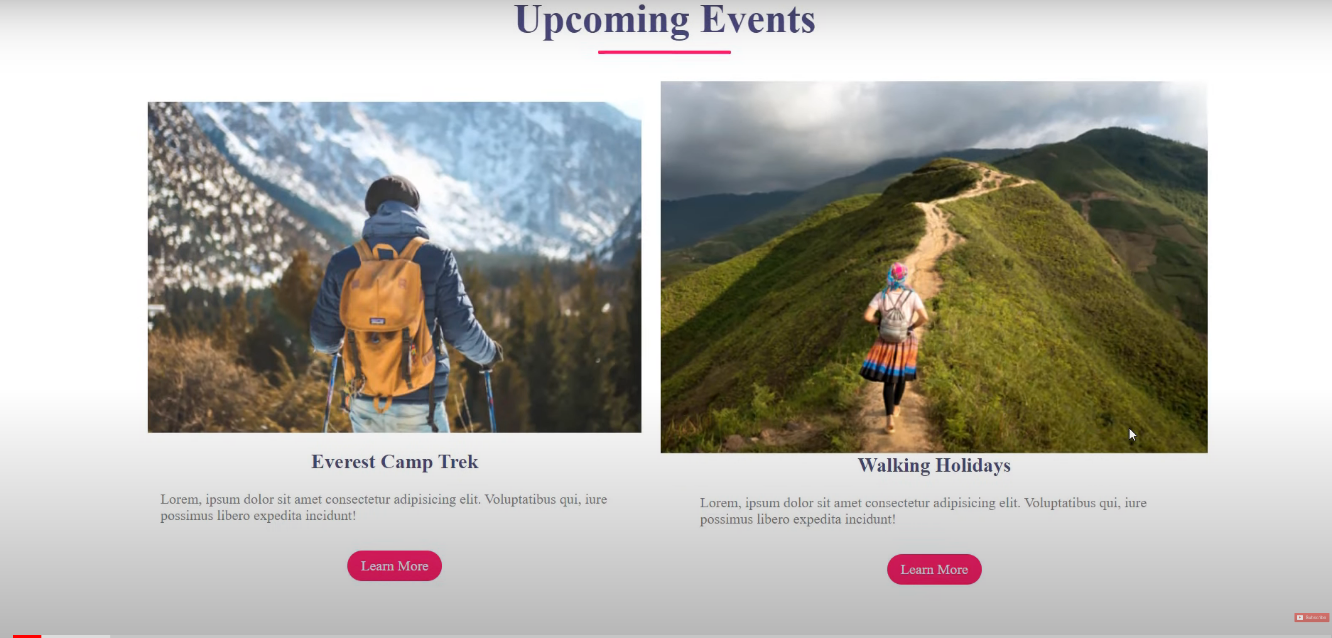 Upcoming Events
Everest Camp Trek
Lorem, ipsum dolor sit amet consectetur adipisicing elit. Voluptatibus qui, iure
possimus libero expedita incidunt!
Learn More
Walking Holidays
Lorem, ipsum dolor sit amet consectetur adipisicing elit. Voluptatibus qui, iure
possimus libero expedita incidunt!
Learn More
Subscribe